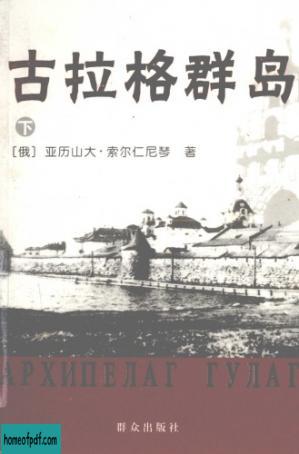 古拉格群岛
下
[俄] 亚历山大·索尔仁尼琴 著
АРХИПЕЛАГ ГУЛАГ
群众出版社
homeofpdf.com